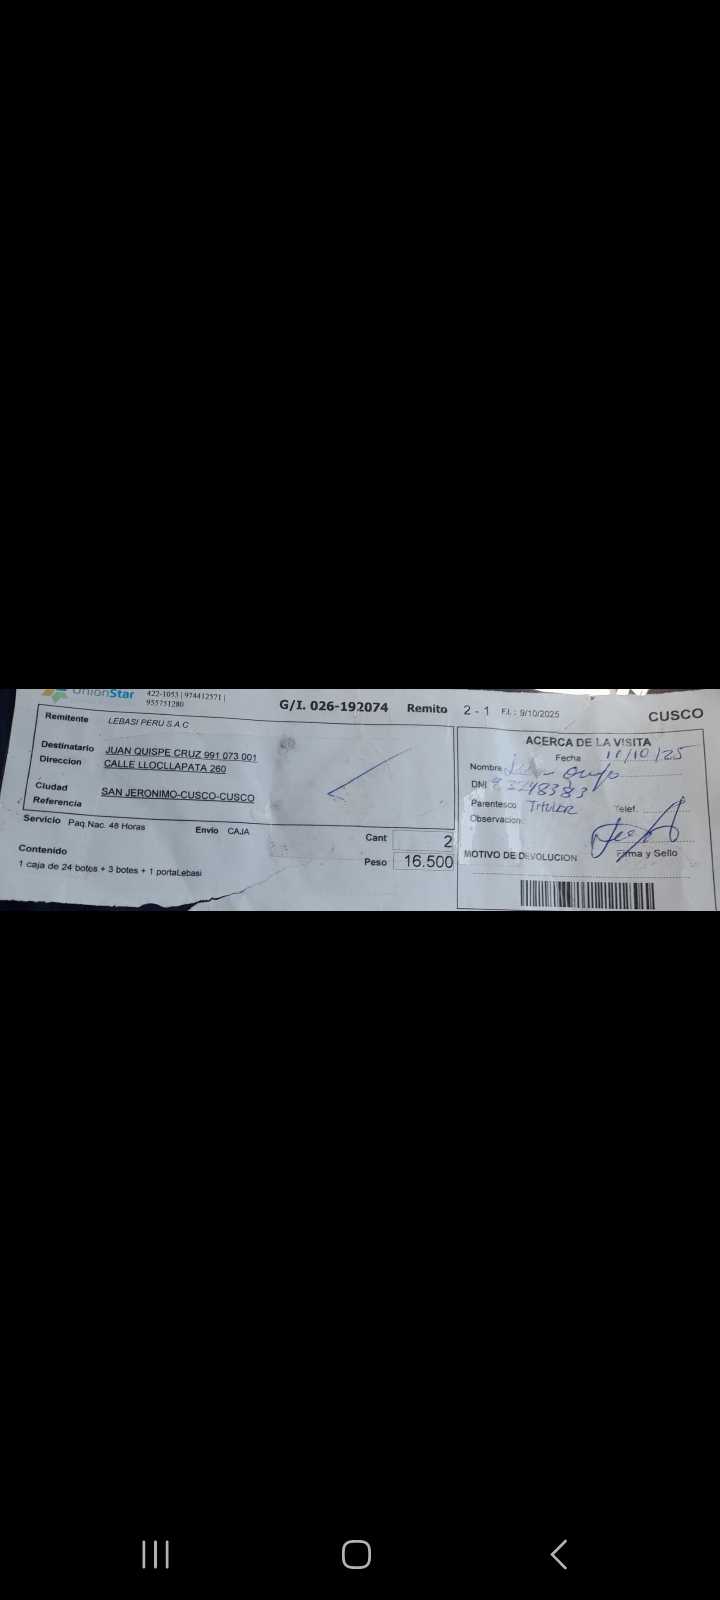 UnionStar
422-1053 | 974412571 |
955751280
G/I. 026-192074 Remito 2 - 1 F.I. : 9/10/2025 CUSCO
Remitente LEBASI PERU S.A.C
Destinatario JUAN QUISPE CRUZ 991 073 001
Direccion CALLE LLOCLLAPATA 260
Ciudad SAN JERONIMO-CUSCO-CUSCO
Referencia
Servicio Paq.Nac. 48 Horas Envio CAJA
Cant 2
Peso 16.500
Contenido
1 caja de 24 botes + 3 botes + 1 portaLebasi
ACERCA DE LA VISITA
Fecha 11/10/25
Nombre
DNI
Parentesco TITULER Telef.
Observacion:
Firma y Sello
MOTIVO DE DEVOLUCION